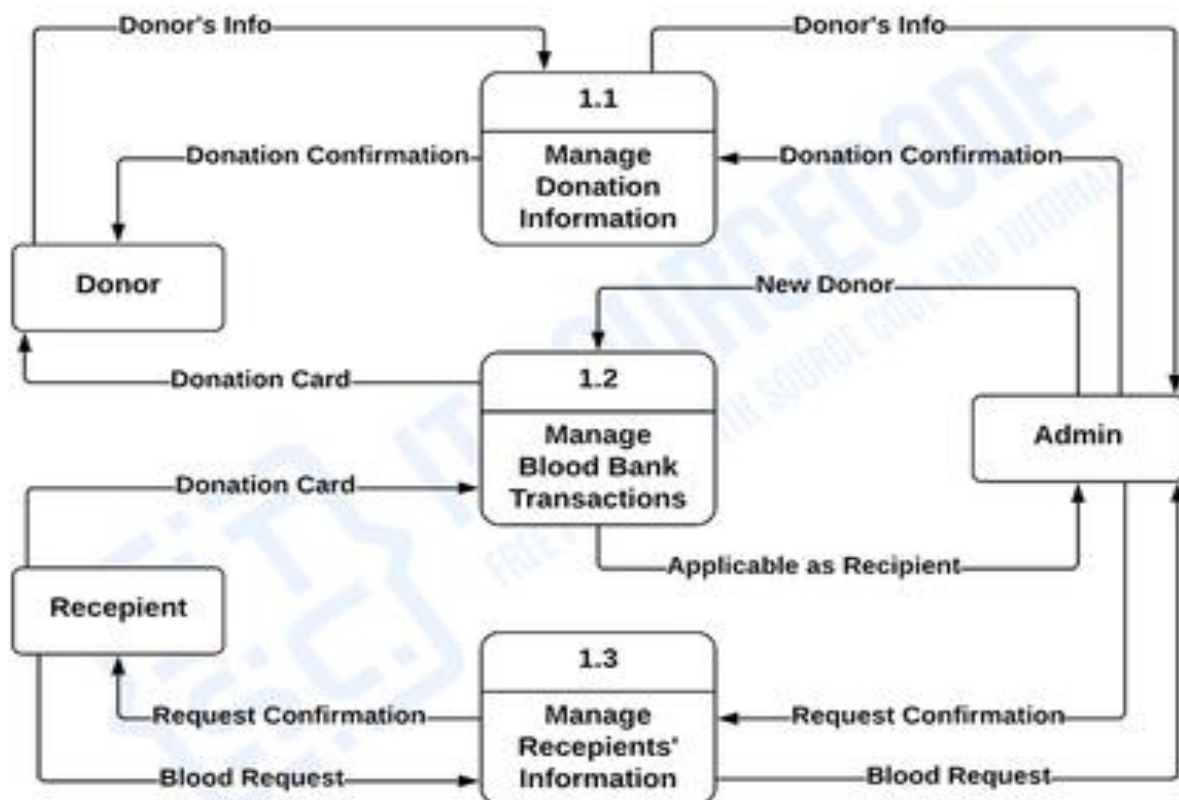 Donor's Info
Donor's Info
1.1
Manage
Donation
Information
Donation Confirmation
Donation Confirmation
Donor
New Donor
Donation Card
1.2
Manage
Blood Bank
Transactions
Admin
Donation Card
Applicable as Recipient
Recepient
1.3
Manage
Recepients'
Information
Request Confirmation
Request Confirmation
Blood Request
Blood Request